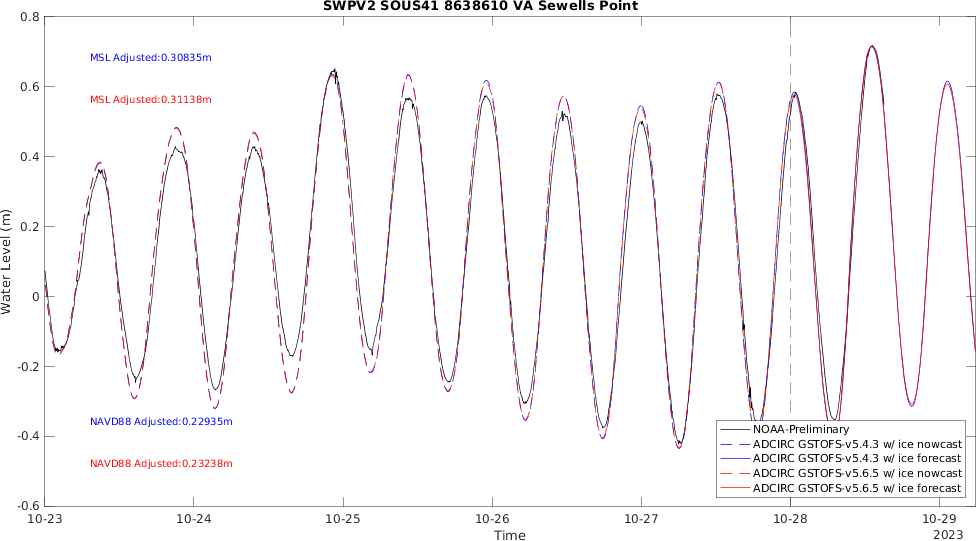 SWPV2 SOUS41 8638610 VA Sewells Point
0.8
0.6
0.4
0.2
0
-0.2
-0.4
-0.6
Water Level (m)
MSL Adjusted:0.30835m
MSL Adjusted:0.31138m
NAVD88 Adjusted:0.22935m
NAVD88 Adjusted:0.23238m
NOAA-Preliminary
ADCIRC GSTOFS-v5.4.3 w/ ice nowcast
ADCIRC GSTOFS-v5.4.3 w/ ice forecast
ADCIRC GSTOFS-v5.6.5 w/ ice nowcast
ADCIRC GSTOFS-v5.6.5 w/ ice forecast
10-23 10-24 10-25 10-26 10-27 10-28 10-29
Time
2023